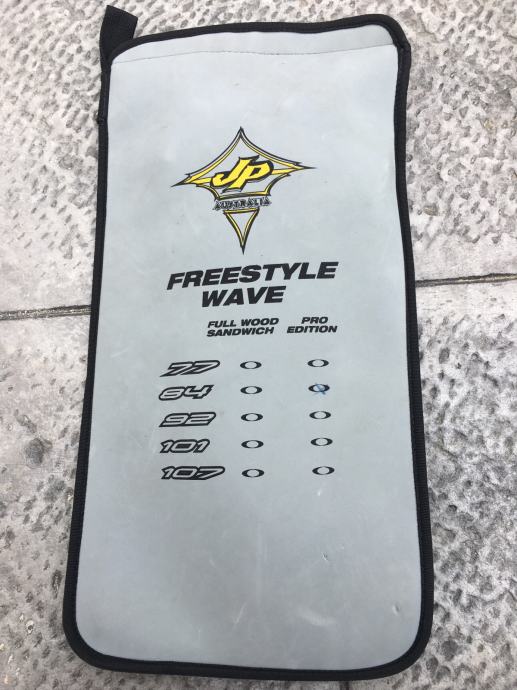 JP
AUSTRALIA
FREESTYLE
WAVE
FULL WOOD PRO
SANDWICH EDITION
77
84
92
101
107